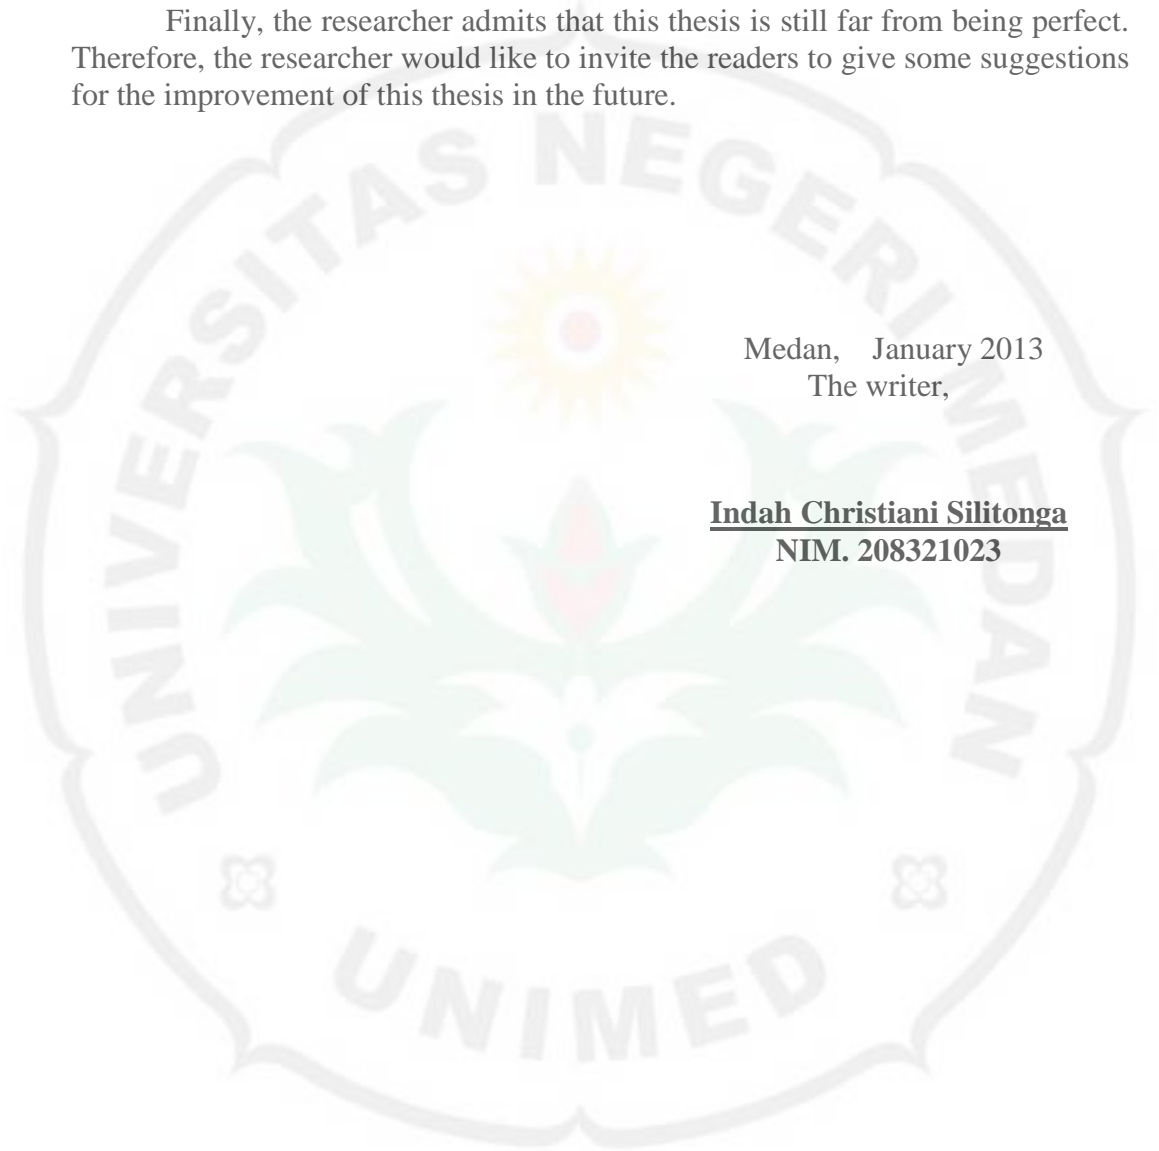 Finally, the researcher admits that this thesis is still far from being perfect.
Therefore, the researcher would like to invite the readers to give some suggestions
for the improvement of this thesis in the future.
UNIVERSITAS NEGERI MEDAN
Medan, January 2013
The writer,
Indah Christiani Silitonga
NIM. 208321023
UNIMED